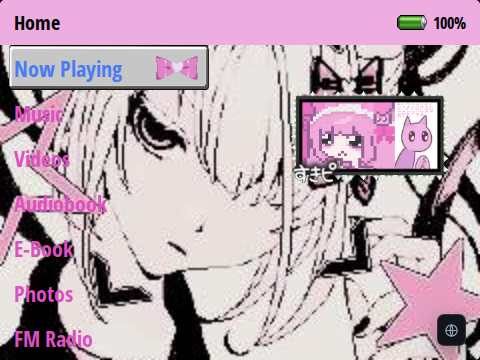 Home
100%
Now Playing
Music
Videos
Audiobook
E-Book
Photos
FM Radio
すきピ